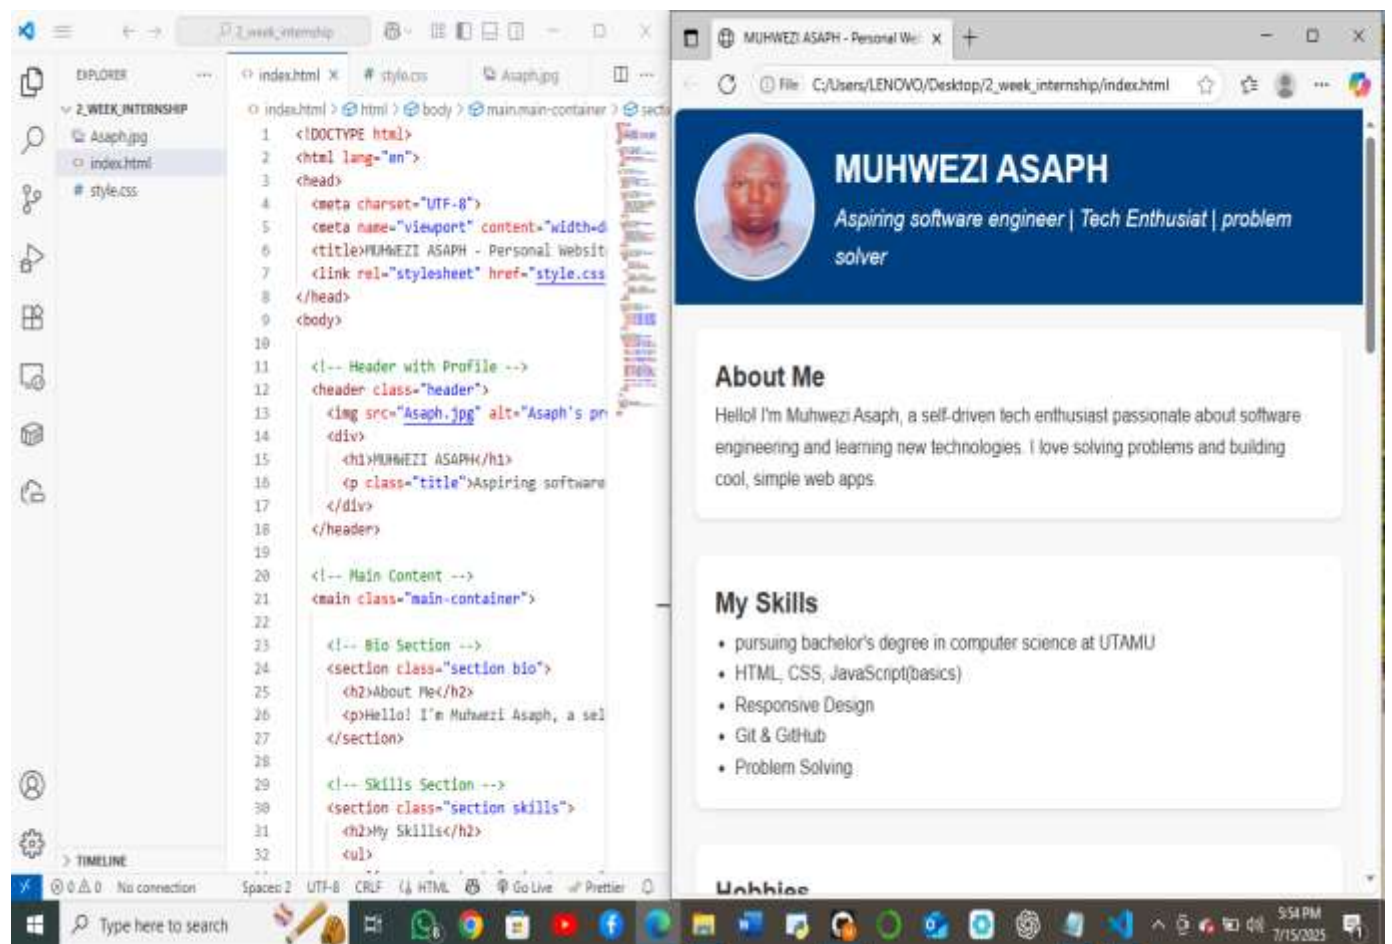 2_week_internship
EXPLORER
2_WEEK_INTERNSHIP
Asaph.jpg
index.html
style.css
TIMELINE
index.html
style.css
Asaph.jpg
index.html > html > body > main.main-container > secti
1 <!DOCTYPE html>
2 <html lang="en">
3 <head>
4 <meta charset="UTF-8">
5 <meta name="viewport" content="width=d
6 <title>MUHWEZI ASAPH - Personal Websit
7 <link rel="stylesheet" href="style.css
8 </head>
9 <body>
10
11 <!-- Header with Profile -->
12 <header class="header">
13 <img src="Asaph.jpg" alt="Asaph's pr
14 <div>
15 <h1>MUHWEZI ASAPH</h1>
16 <p class="title">Aspiring software
17 </div>
18 </header>
19
20 <!-- Main Content -->
21 <main class="main-container">
22
23 <!-- Bio Section -->
24 <section class="section bio">
25 <h2>About Me</h2>
26 <p>Hello! I'm Muhwezi Asaph, a sel
27 </section>
28
29 <!-- Skills Section -->
30 <section class="section skills">
31 <h2>My Skills</h2>
32 <ul>
0 0 No connection
Spaces: 2 UTF-8 CRLF HTML Go Live Prettier
MUHWEZI ASAPH - Personal We
File C:/Users/LENOVO/Desktop/2_week_internship/index.html
MUHWEZI ASAPH
Aspiring software engineer | Tech Enthusiat | problem
solver
About Me
Hello! I'm Muhwezi Asaph, a self-driven tech enthusiast passionate about software
engineering and learning new technologies. I love solving problems and building
cool, simple web apps.
My Skills
• pursuing bachelor's degree in computer science at UTAMU
• HTML, CSS, JavaScript(basics)
• Responsive Design
• Git & GitHub
• Problem Solving
Hobbies
Type here to search
5:54 PM
7/15/2025